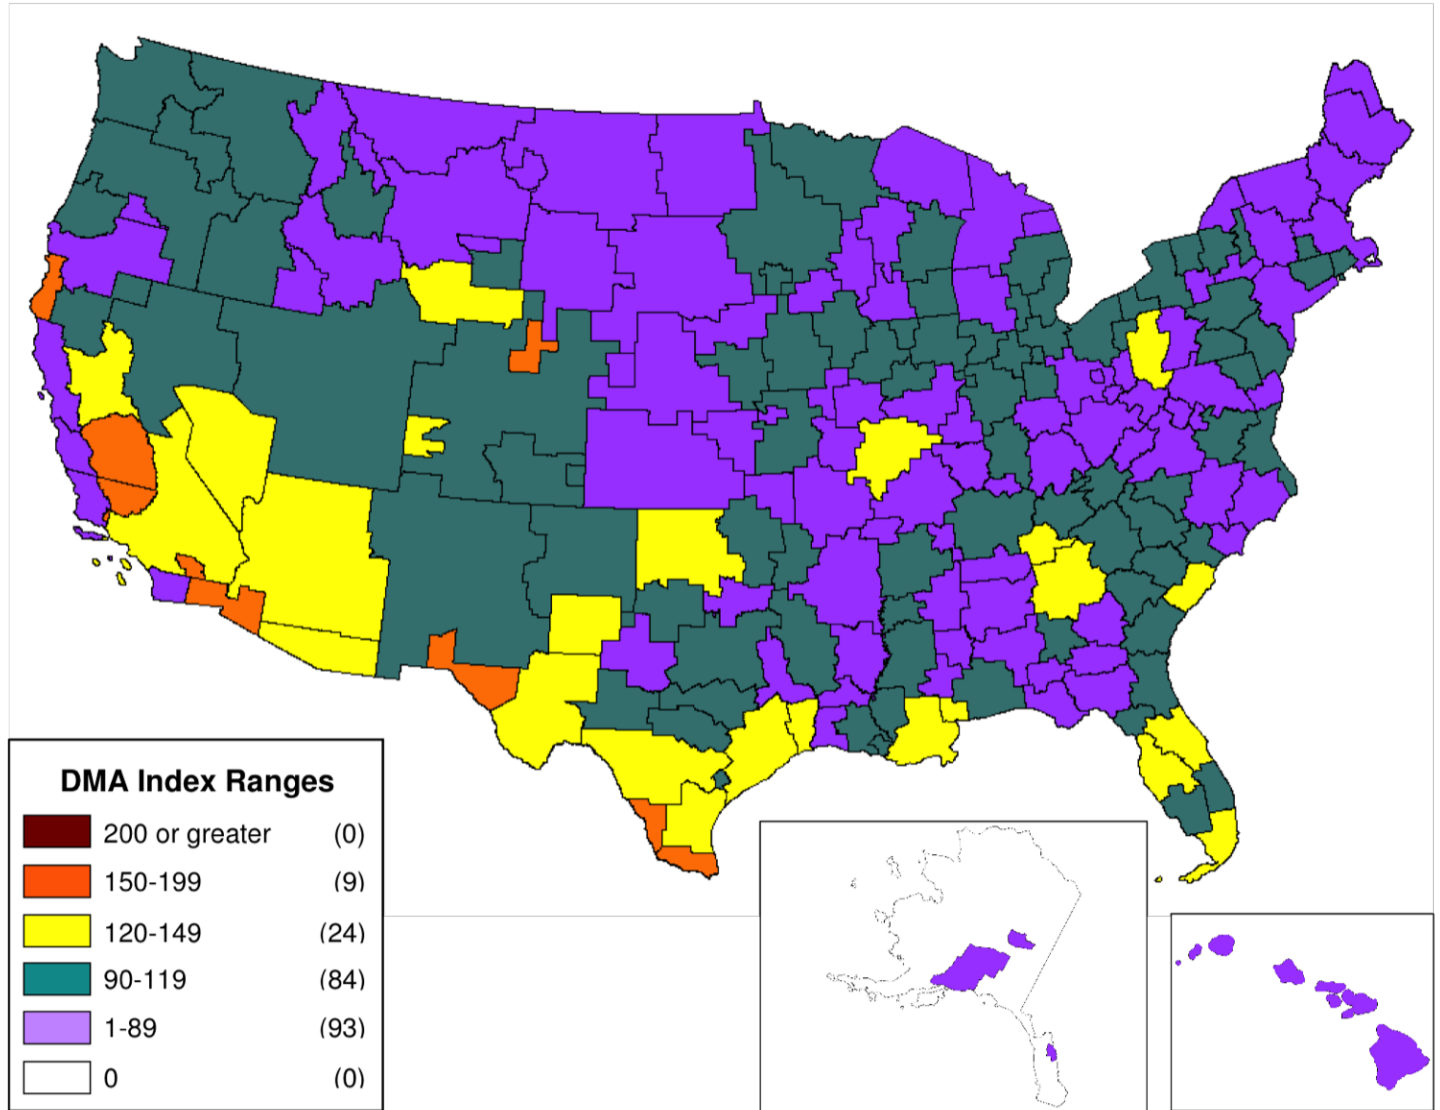 DMA Index Ranges
200 or greater (0)
150-199 (9)
120-149 (24)
90-119 (84)
1-89 (93)
0 (0)